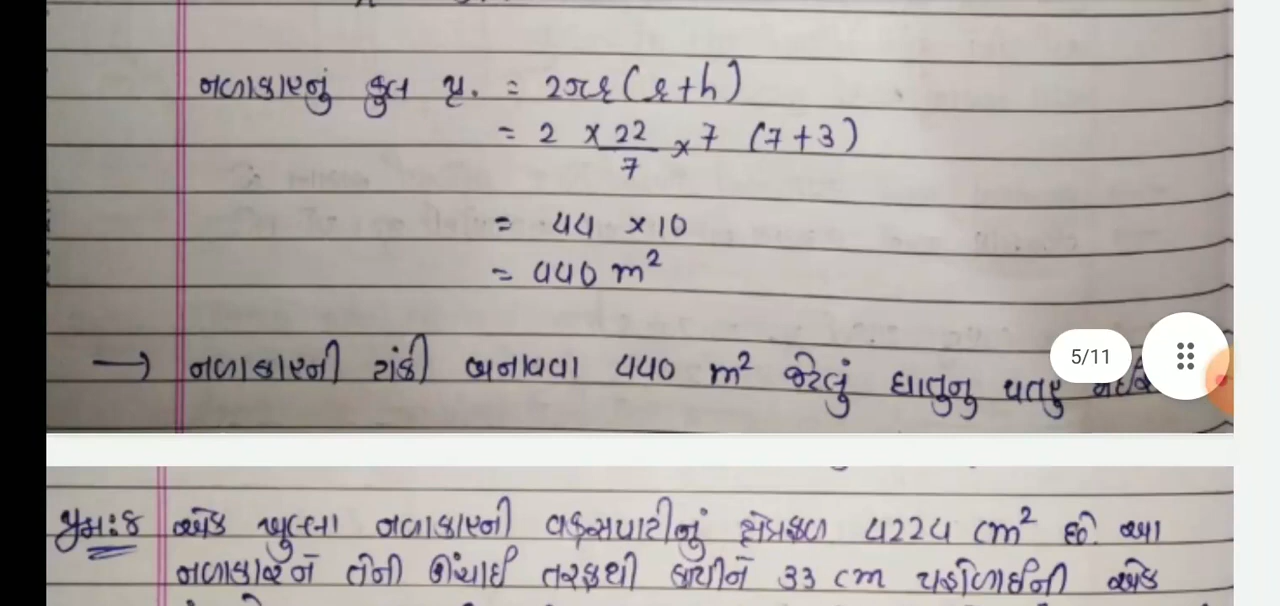 નળાકારનું કુલ પૃ. = 2πr (r+h)
= 2 × 22/7 × 7 (7+3)
= 44 × 10
= 440 m²
→ નળાકારની ટાંકી બનાવવા 440 m² જેટલું ધાતુનુ પતરુ
5/11
પ્રશ્ન:૪ એક ખુલ્લા નળાકારની વક્રસપાટીનું ક્ષેત્રફળ 4224 cm² છે. આ
નળાકારને તેની ઊંચાઈ તરફથી કાપીને 33 cm પહોળાઈની એક